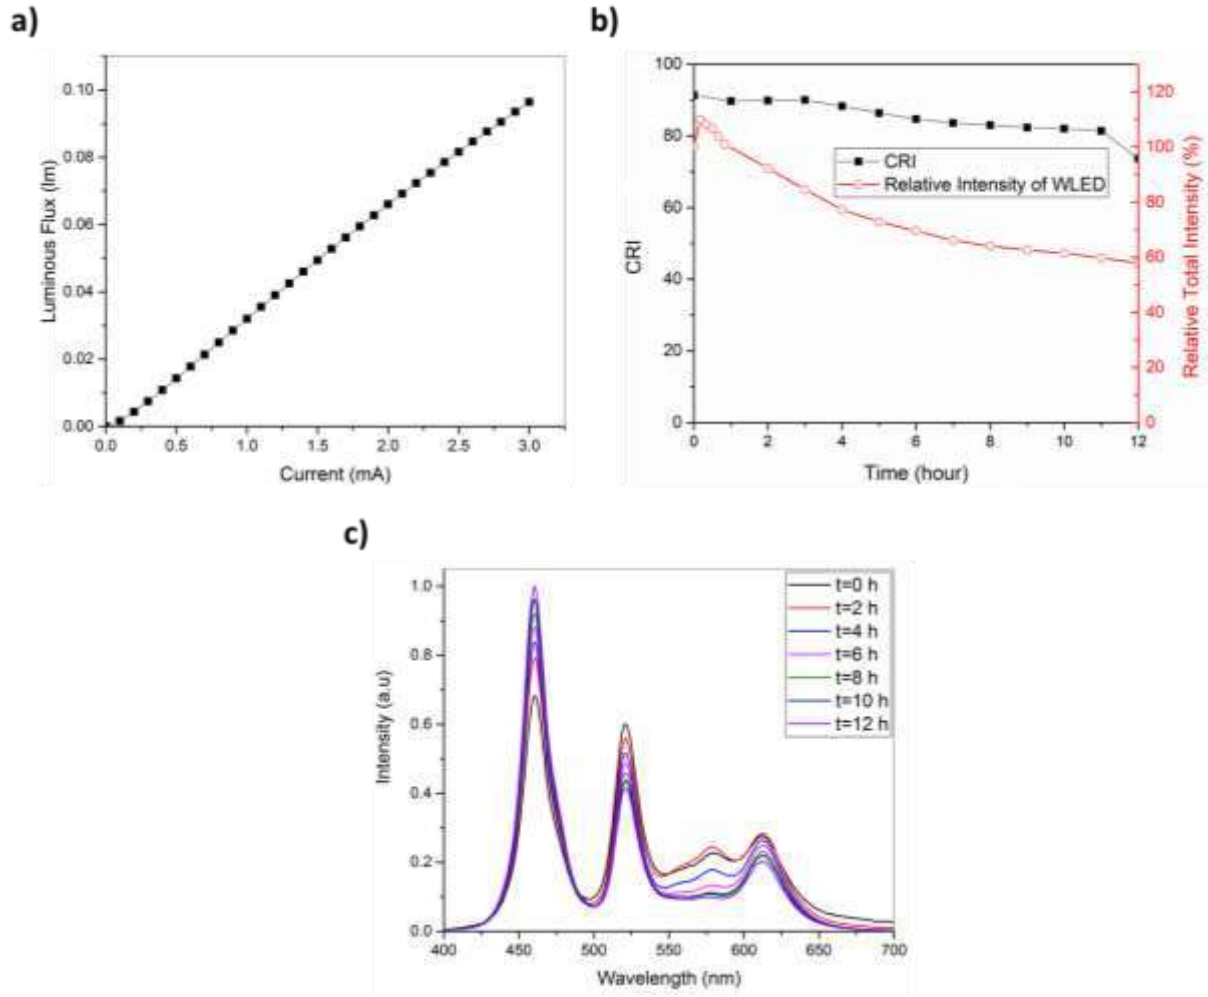 a)
0.10
0.08
0.06
0.04
0.02
0.00
Luminous Flux (lm)
0.0 0.5 1.0 1.5 2.0 2.5 3.0
Current (mA)
b)
100
80
60
40
20
0
CRI
CRI
Relative Intensity of WLED
120
100
80
60
40
20
0
Relative Total Intensity (%)
0 2 4 6 8 10 12
Time (hour)
c)
1.0
0.8
0.6
0.4
0.2
0.0
Intensity (a.u)
t=0 h
t=2 h
t=4 h
t=6 h
t=8 h
t=10 h
t=12 h
400 450 500 550 600 650 700
Wavelength (nm)